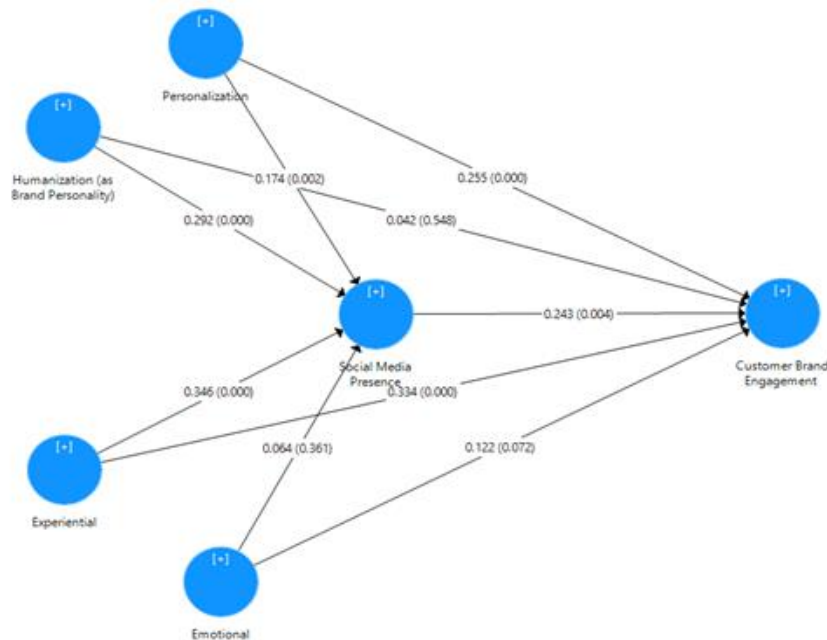 [+]
Personalization
[+]
Humanization (as
Brand Personality)
0.174 (0.002)
0.255 (0.000)
0.292 (0.000)
0.042 (0.548)
[+]
Social Media
Presence
0.243 (0.004)
[+]
Customer Brand
Engagement
0.346 (0.000)
0.334 (0.000)
[+]
Experiential
0.064 (0.361)
0.122 (0.072)
[+]
Emotional